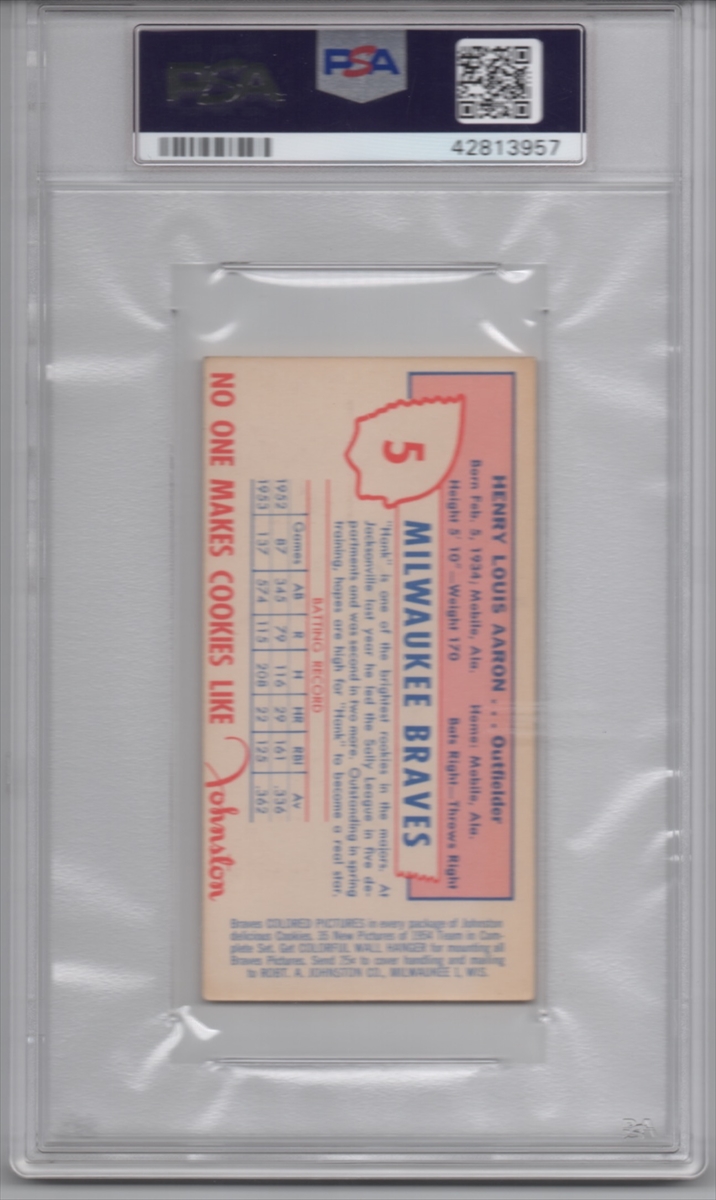 PSA
PSA
42813957
HENRY LOUIS AARON . . . Outfielder
Born Feb. 5, 1934; Mobile, Ala. Home: Mobile, Ala.
Height 5' 10"—Weight 170 Bats Right—Throws Right
5
MILWAUKEE BRAVES
"Hank" is one of the brightest rookies in the majors. At
Jacksonville last year he led the Sally League in five de-
partments and was second in two more. Outstanding in spring
training, hopes are high for "Hank" to become a real star.
BATTING RECORD
Games AB R H HR RBI Av
1952 87 345 79 116 29 161 .336
1953 137 574 115 208 22 125 .362
NO ONE MAKES COOKIES LIKE Johnston
Braves COLORED PICTURES in every package of Johnston
delicious Cookies. 35 New Pictures of 1954 Team in Com-
plete Set. Get COLORFUL WALL HANGER for mounting all
Braves Pictures. Send 25¢ to cover handling and mailing
to ROBT. A. JOHNSTON CO., MILWAUKEE 1, WIS.
PSA